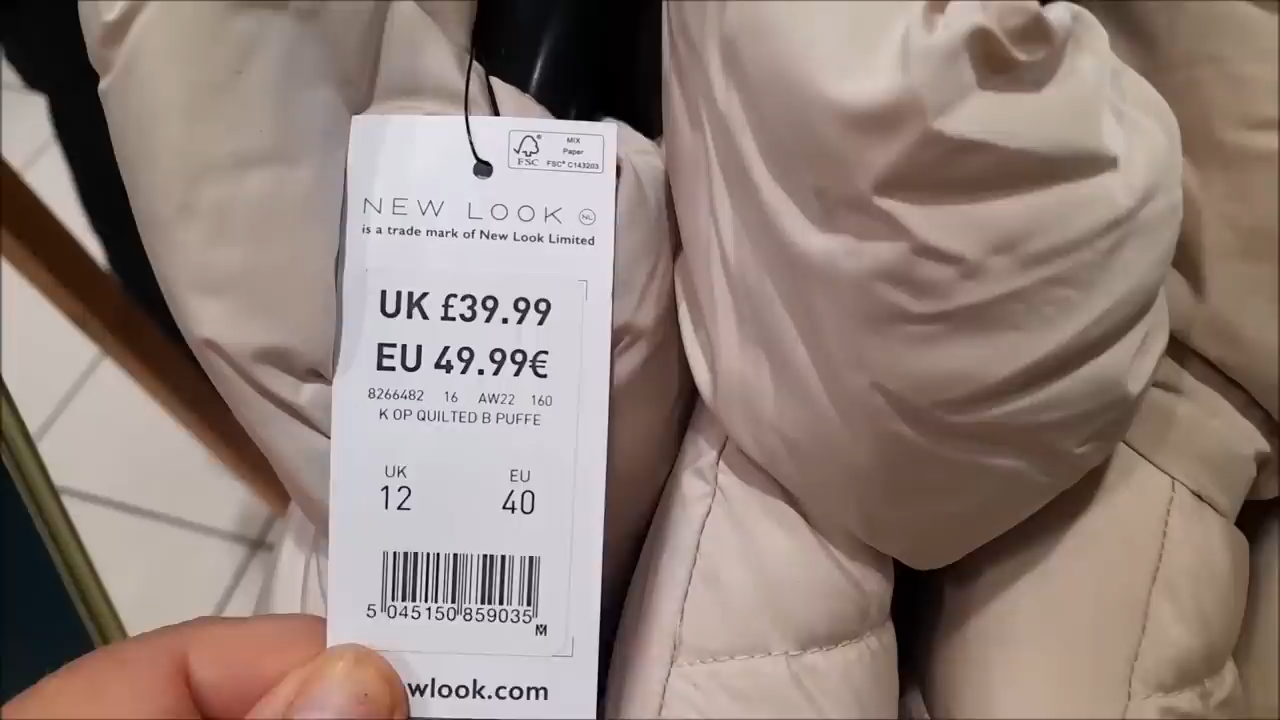 MIX
Paper
FSC® C143203
FSC
NEW LOOK NL
is a trade mark of New Look Limited
UK £39.99
EU 49.99€
8266482 16 AW22 160
K OP QUILTED B PUFFE
UK EU
12 40
5 045150 859035
M
wlook.com